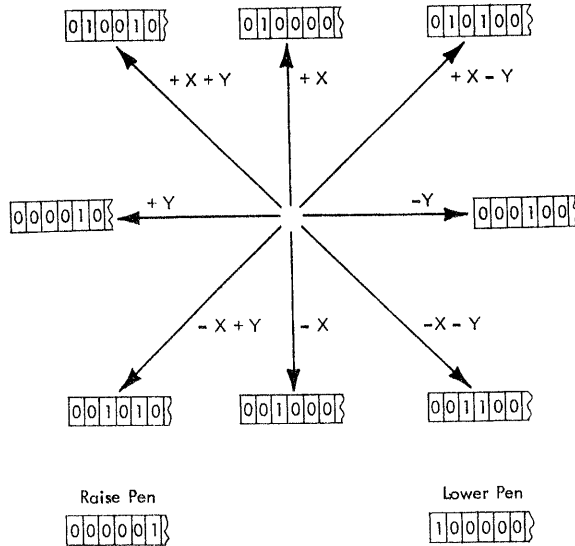 010010 010000 010100
+ X + Y + X + X - Y
000010 + Y -Y 000100
- X + Y - X -X - Y
001010 001000 001100
Raise Pen Lower Pen
000001 100000